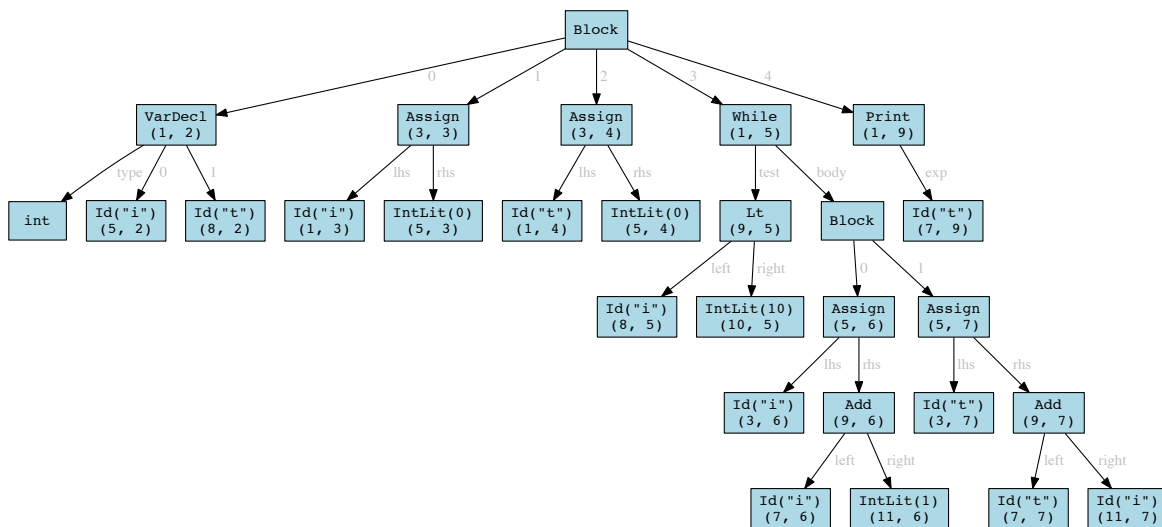 Block
0
1
2
3
4
VarDecl
(1, 2)
Assign
(3, 3)
Assign
(3, 4)
While
(1, 5)
Print
(1, 9)
type
0
1
lhs
rhs
lhs
rhs
test
body
exp
int
Id("i")
(5, 2)
Id("t")
(8, 2)
Id("i")
(1, 3)
IntLit(0)
(5, 3)
Id("t")
(1, 4)
IntLit(0)
(5, 4)
Lt
(9, 5)
Block
Id("t")
(7, 9)
left
right
0
1
Id("i")
(8, 5)
IntLit(10)
(10, 5)
Assign
(5, 6)
Assign
(5, 7)
lhs
rhs
lhs
rhs
Id("i")
(3, 6)
Add
(9, 6)
Id("t")
(3, 7)
Add
(9, 7)
left
right
left
right
Id("i")
(7, 6)
IntLit(1)
(11, 6)
Id("t")
(7, 7)
Id("i")
(11, 7)